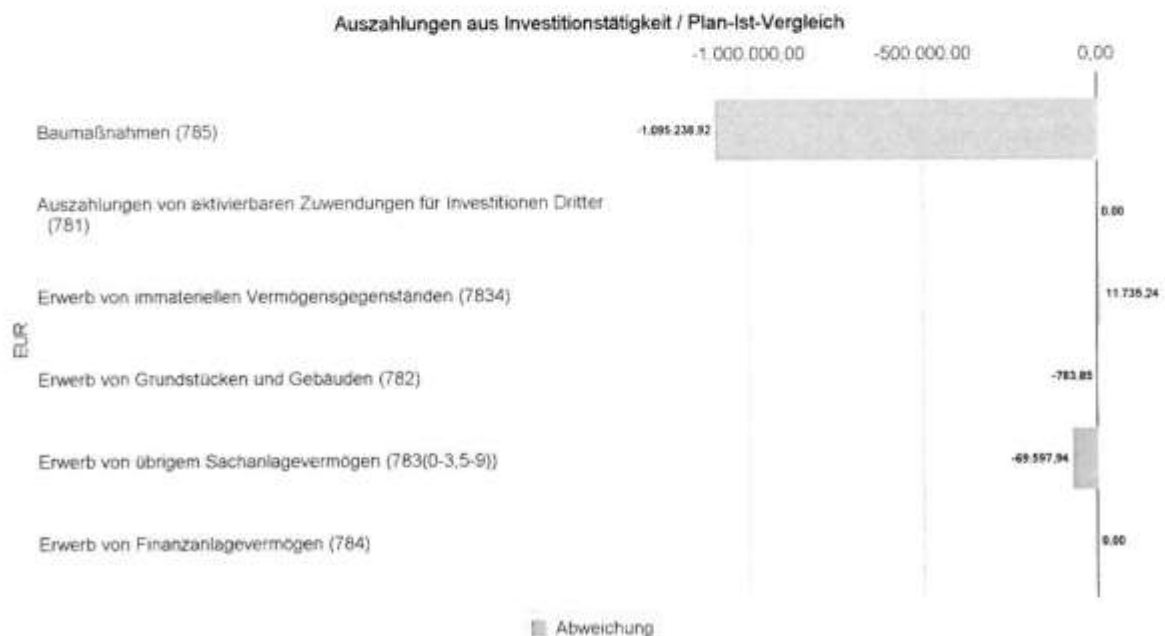 Auszahlungen aus Investitionstätigkeit / Plan-Ist-Vergleich
-1.000.000,00 -500.000.00 0,00
Baumaßnahmen (785) -1.095.238.92
Auszahlungen von aktivierbaren Zuwendungen für Investitionen Dritter
(781) 0.00
Erwerb von immateriellen Vermögensgegenständen (7834) 11.735.24
EUR
Erwerb von Grundstücken und Gebäuden (782) -783.85
Erwerb von übrigem Sachanlagevermögen (783(0-3,5-9)) -69.597,94
Erwerb von Finanzanlagevermögen (784) 0.00
Abweichung